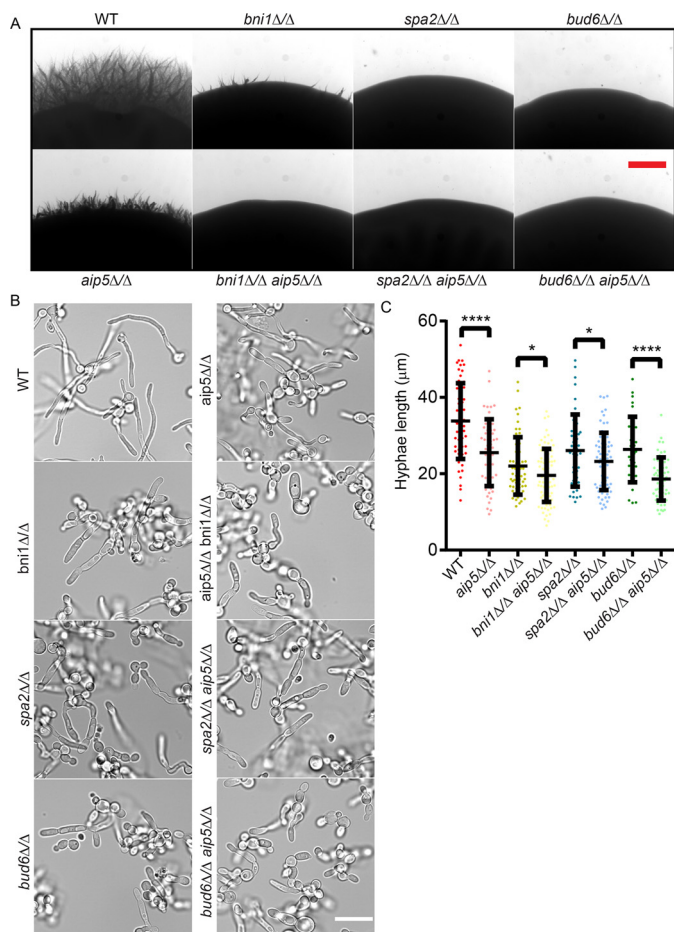 A
WT
bni1Δ/Δ
spa2Δ/Δ
bud6Δ/Δ
aip5Δ/Δ
bni1Δ/Δ aip5Δ/Δ
spa2Δ/Δ aip5Δ/Δ
bud6Δ/Δ aip5Δ/Δ
B
WT
aip5Δ/Δ
bni1Δ/Δ
aip5Δ/Δ bni1Δ/Δ
spa2Δ/Δ
spa2Δ/Δ aip5Δ/Δ
bud6Δ/Δ
bud6Δ/Δ aip5Δ/Δ
C
Hyphae length (μm)
60
40
20
0
****
*
*
****
WT
aip5Δ/Δ
bni1Δ/Δ
bni1Δ/Δ aip5Δ/Δ
spa2Δ/Δ
spa2Δ/Δ aip5Δ/Δ
bud6Δ/Δ
bud6Δ/Δ aip5Δ/Δ